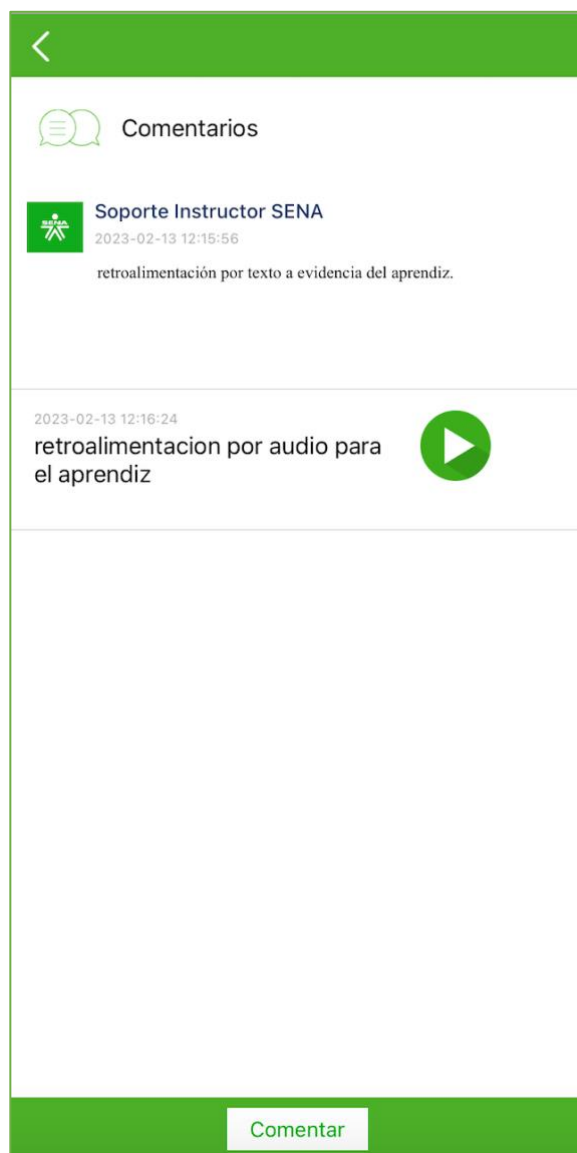 Comentarios
SENA
Soporte Instructor SENA
2023-02-13 12:15:56
retroalimentación por texto a evidencia del aprendiz.
2023-02-13 12:16:24
retroalimentacion por audio para
el aprendiz
Comentar